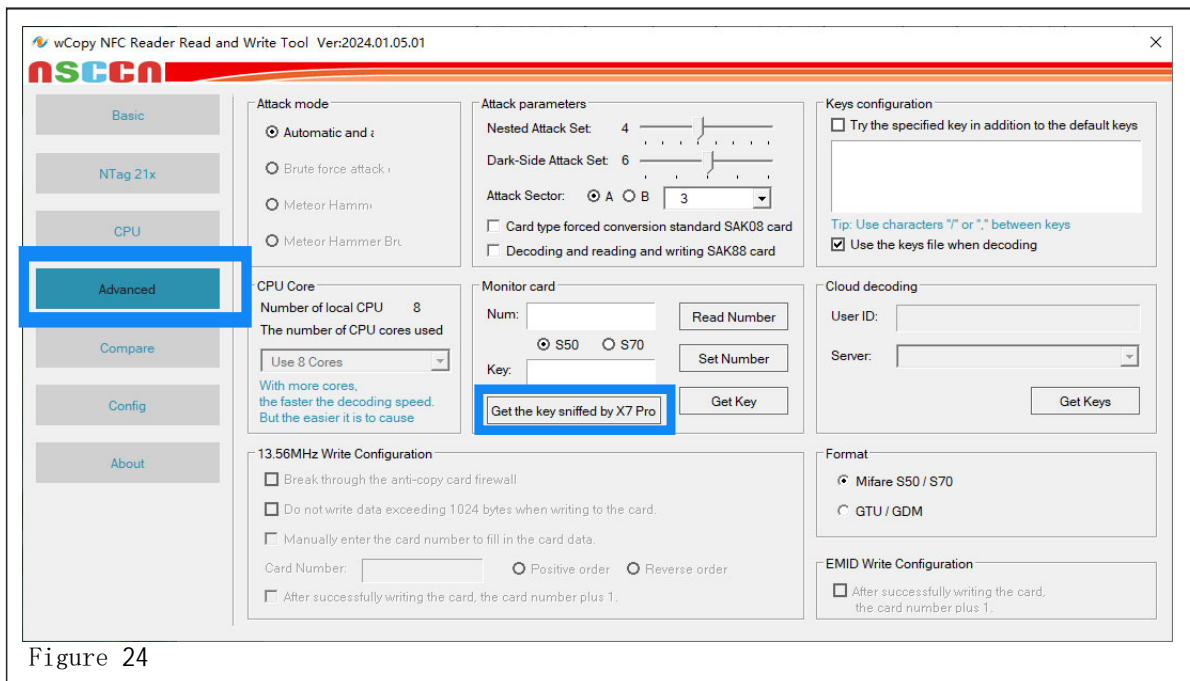 wCopy NFC Reader Read and Write Tool Ver:2024.01.05.01
nsccn
Basic
NTag 21x
CPU
Advanced
Compare
Config
About
Attack mode
Automatic and a
Brute force attack
Meteor Hamm
Meteor Hammer Bru
Attack parameters
Nested Attack Set: 4
Dark-Side Attack Set: 6
Attack Sector: A B 3
Card type forced conversion standard SAK08 card
Decoding and reading and writing SAK88 card
Keys configuration
Try the specified key in addition to the default keys
Tip: Use characters "/" or "," between keys
Use the keys file when decoding
CPU Core
Number of local CPU 8
The number of CPU cores used
Use 8 Cores
With more cores,
the faster the decoding speed.
But the easier it is to cause
Monitor card
Num: Read Number
S50 S70
Set Number
Key:
Get the key sniffed by X7 Pro Get Key
Cloud decoding
User ID:
Server:
Get Keys
13.56MHz Write Configuration
Break through the anti-copy card firewall
Do not write data exceeding 1024 bytes when writing to the card.
Manually enter the card number to fill in the card data.
Card Number: Positive order Reverse order
After successfully writing the card, the card number plus 1.
Format
Mifare S50 / S70
GTU / GDM
EMID Write Configuration
After successfully writing the card,
the card number plus 1.
Figure 24